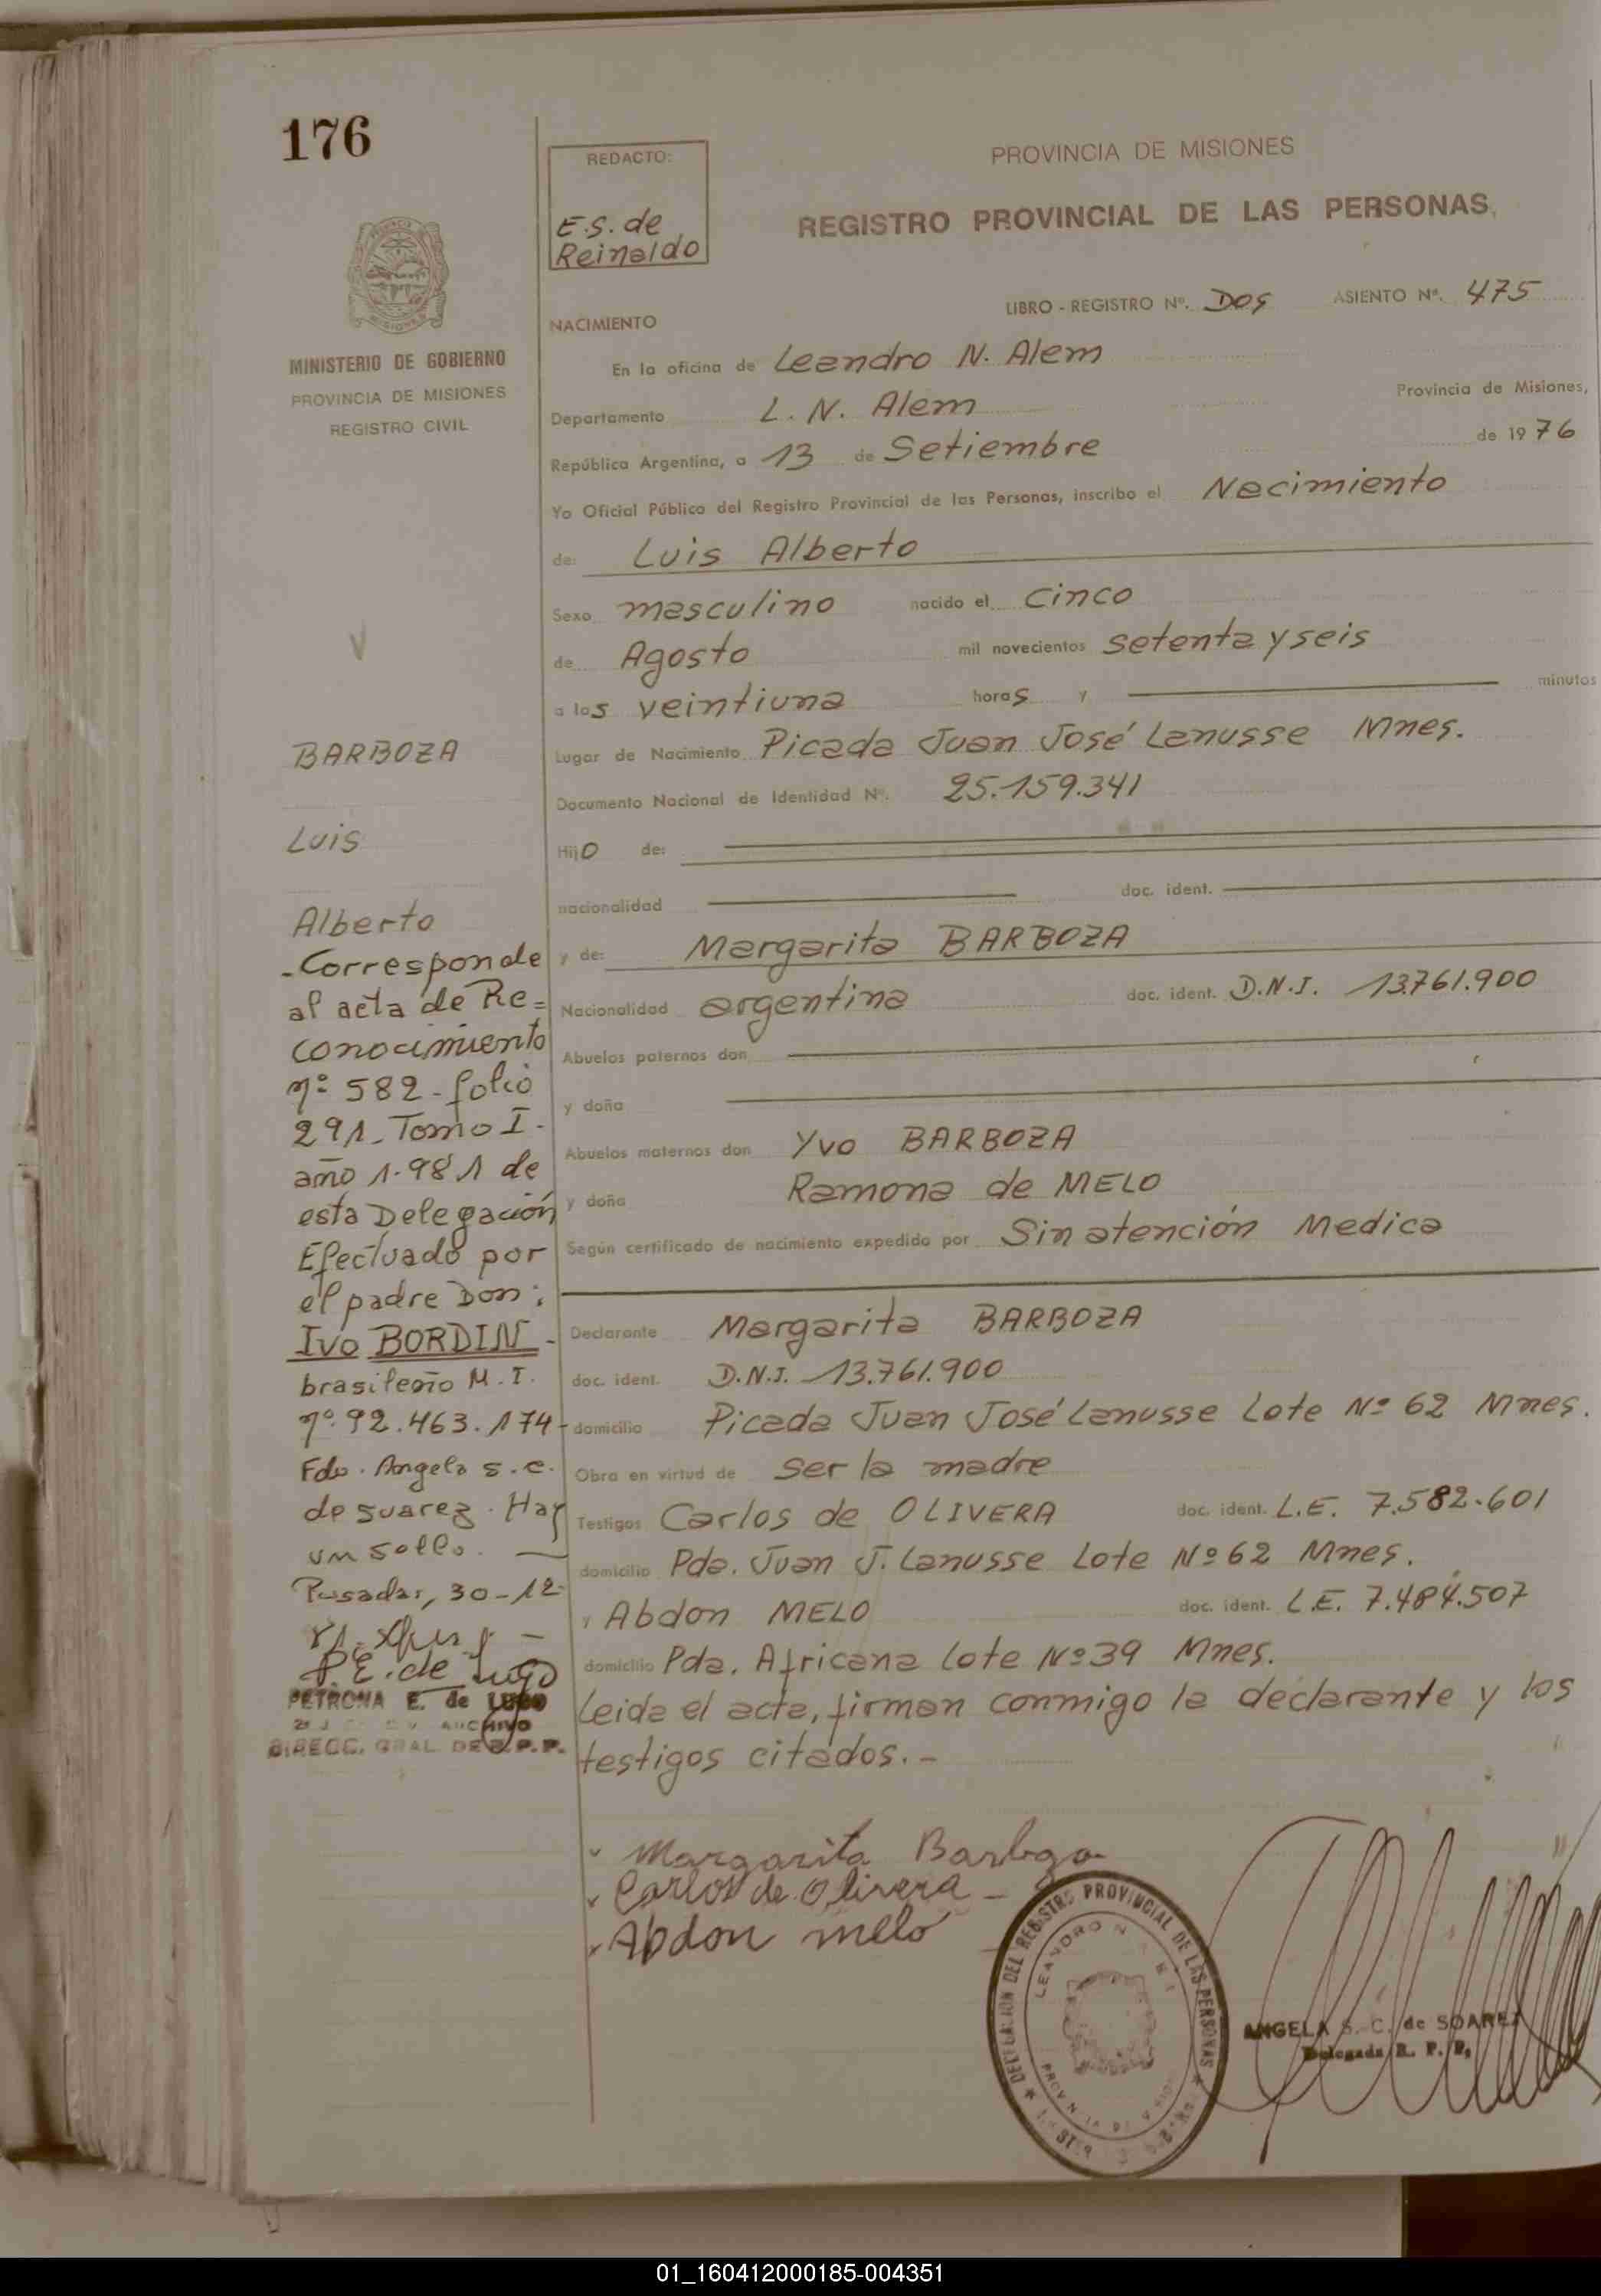 176
REDACTO:
E.S. de
Reinaldo
PROVINCIA DE MISIONES
REGISTRO PROVINCIAL DE LAS PERSONAS
MINISTERIO DE GOBIERNO
PROVINCIA DE MISIONES
REGISTRO CIVIL
LIBRO - REGISTRO Nº. Dos ASIENTO Nº. 475
NACIMIENTO
En la oficina de Leandro N. Alem
Departamento L. N. Alem Provincia de Misiones,
República Argentina, a 13 de Setiembre de 1976
Yo Oficial Público del Registro Provincial de las Personas, inscribo el Nacimiento
de: Luis Alberto
Sexo masculino nacido el cinco
de Agosto mil novecientos setenta y seis
a las veintiuna horas y minutos
Lugar de Nacimiento Picada Juan José Lanusse Mnes.
Documento Nacional de Identidad Nº. 25.159.341
Hijo de:
nacionalidad doc. ident.
y de: Margarita BARBOZA
Nacionalidad argentina doc. ident. D.N.I. 13.761.900
Abuelos paternos don
y doña
Abuelos maternos don Yvo BARBOZA
y doña Ramona de MELO
Según certificado de nacimiento expedido por Sin atención Medica
Declarante Margarita BARBOZA
doc. ident. D.N.I. 13.761.900
domicilio Picada Juan José Lanusse Lote Nº 62 Mnes.
Obra en virtud de ser la madre
Testigos Carlos de OLIVERA doc. ident. L.E. 7.582.601
domicilio Pda. Juan J. Lanusse Lote Nº 62 Mnes.
y Abdon MELO doc. ident. L.E. 7.484.507
domicilio Pda. Africana Lote Nº 39 Mnes.
Leida el acta, firman conmigo la declarante y los
testigos citados.-
BARBOZA
Luis
Alberto
-Corresponde
al acta de Re=
conocimiento
nº 582 - folio
291 - Tomo I -
año 1.981 de
esta Delegación
Efectuado por
el padre Don:
Ivo BORDIN -
brasileño M.I.
nº 92.463.174-
Fdo. Angela S.C.
de Suarez. Hay
un sello.
Posadas, 30-12-
81.
P E. de Lugo
PETRONA E. de LUGO
ARCHIVO
DIRECC. GRAL DE R.P.P.
Margarita Barboza
Carlos de Olivera -
Abdon melo
DELEGACION DEL REGISTRO PROVINCIAL DE LAS PERSONAS
LEANDRO N
ANGELA S. C. de SOAREZ
Delegada R. P. P.
01_160412000185-004351